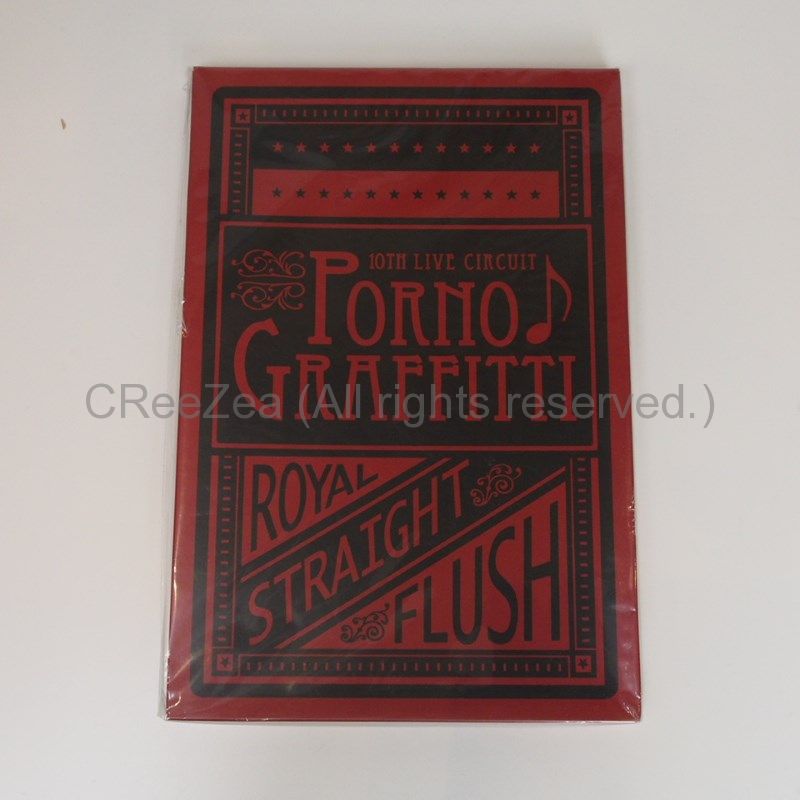 10TH LIVE CIRCUIT
PORNO
GRAFFITTI
CReeZea (All rights reserved.)
ROYAL
STRAIGHT
FLUSH